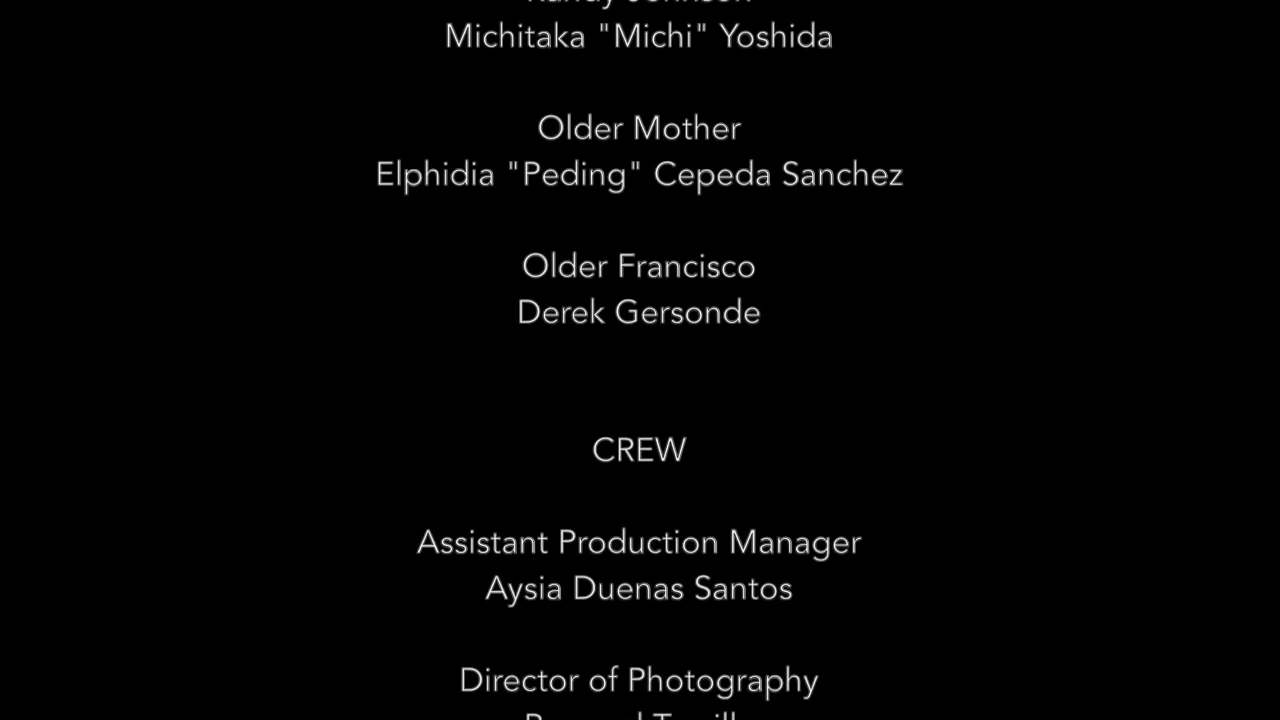 Michitaka "Michi" Yoshida
Older Mother
Elphidia "Peding" Cepeda Sanchez
Older Francisco
Derek Gersonde
CREW
Assistant Production Manager
Aysia Duenas Santos
Director of Photography